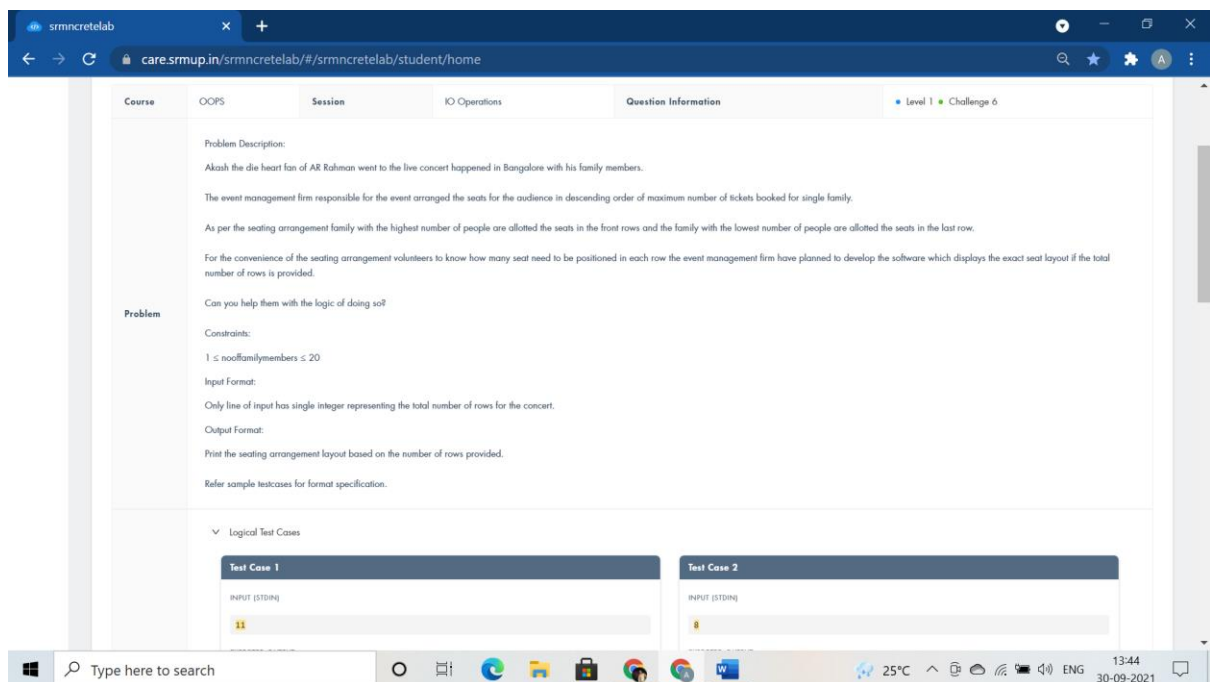 srmncretelab
care.srmup.in/srmncretelab/#/srmncretelab/student/home
A
Course OOPS Session IO Operations Question Information Level 1 Challenge 6
Problem
Problem Description:
Akash the die heart fan of AR Rahman went to the live concert happened in Bangalore with his family members.
The event management firm responsible for the event arranged the seats for the audience in descending order of maximum number of tickets booked for single family.
As per the seating arrangement family with the highest number of people are allotted the seats in the front rows and the family with the lowest number of people are allotted the seats in the last row.
For the convenience of the seating arrangement volunteers to know how many seat need to be positioned in each row the event management firm have planned to develop the software which displays the exact seat layout if the total
number of rows is provided.
Can you help them with the logic of doing so?
Constraints:
1 ≤ nooffamilymembers ≤ 20
Input Format:
Only line of input has single integer representing the total number of rows for the concert.
Output Format:
Print the seating arrangement layout based on the number of rows provided.
Refer sample testcases for format specification.
Logical Test Cases
Test Case 1
INPUT (STDIN)
11
Test Case 2
INPUT (STDIN)
8
Type here to search
25°C ENG 13:44
30-09-2021